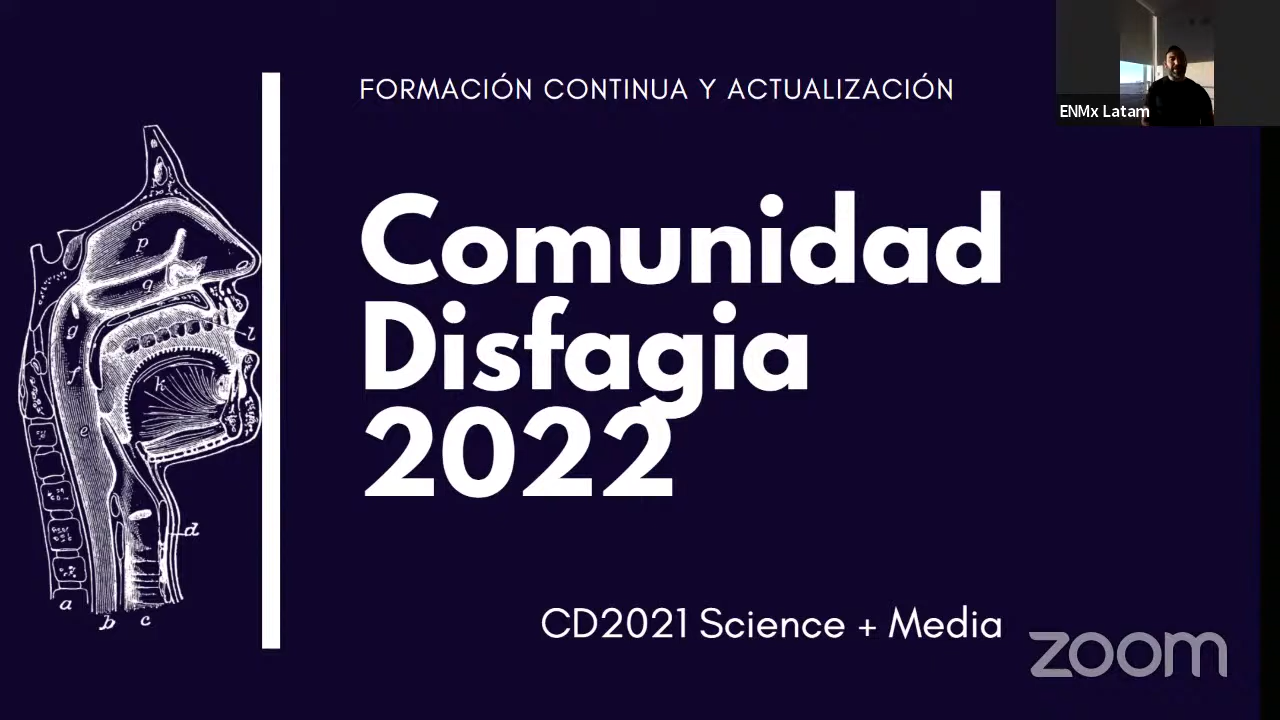 FORMACIÓN CONTINUA Y ACTUALIZACIÓN
ENMx Latam
Comunidad
Disfagia
2022
o
p
q
g
l
f
k
e
d
a
b
c
CD2021 Science + Media
zoom